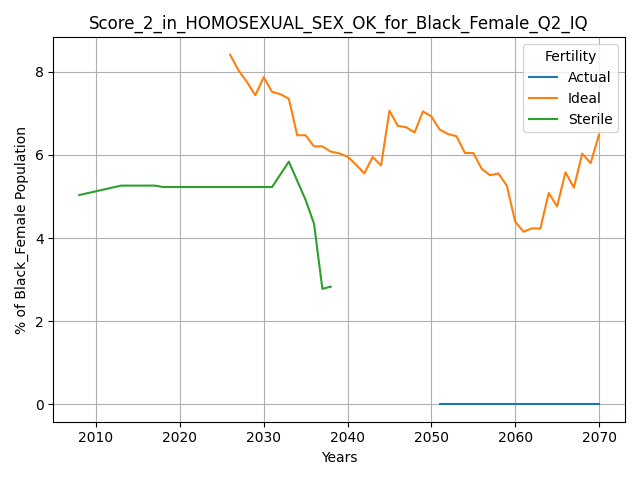 Score_2_in_HOMOSEXUAL_SEX_OK_for_Black_Female_Q2_IQ
% of Black_Female Population
8
6
4
2
0
Fertility
Actual
Ideal
Sterile
2010 2020 2030 2040 2050 2060 2070
Years